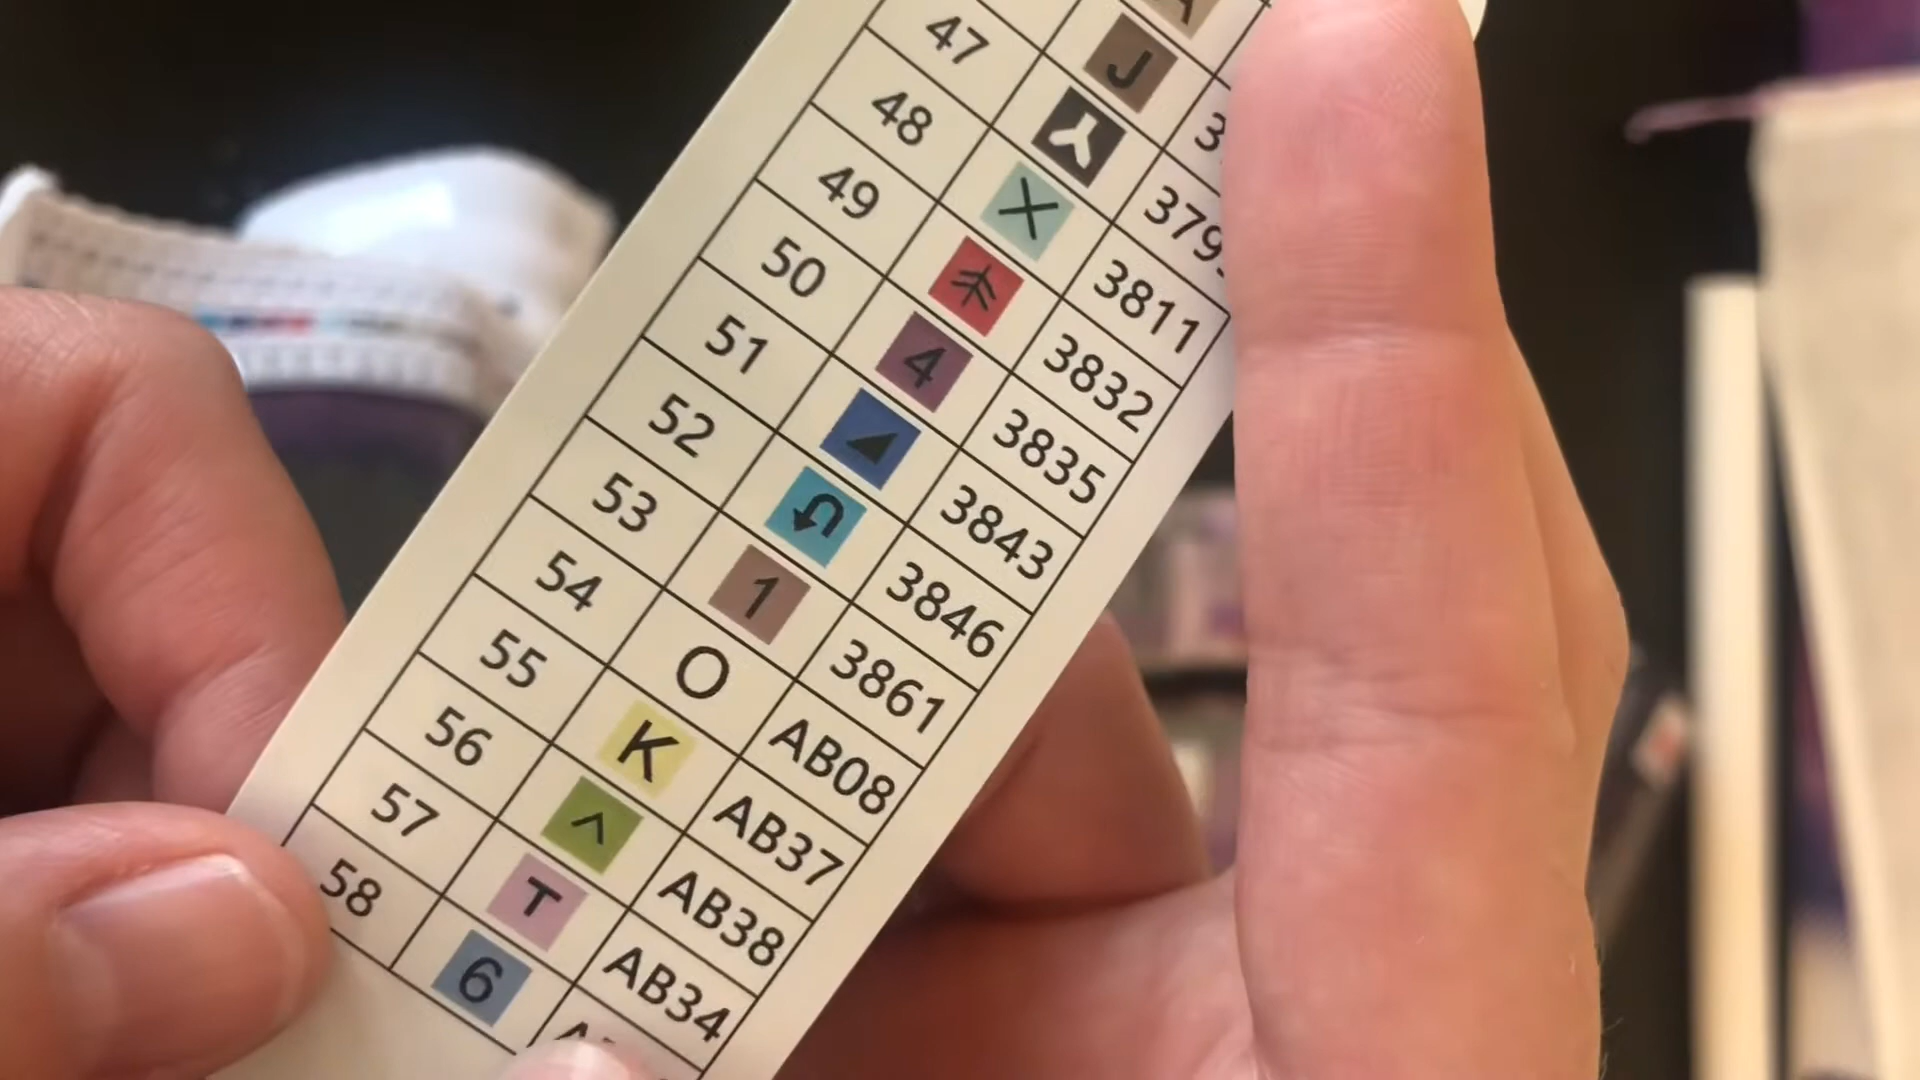 J
47 379
48 X 3811
49 3832
50 4 3835
51 3843
52 3846
53 1 3861
54 O AB08
55 K AB37
56 ^ AB38
57 T AB34
58 6